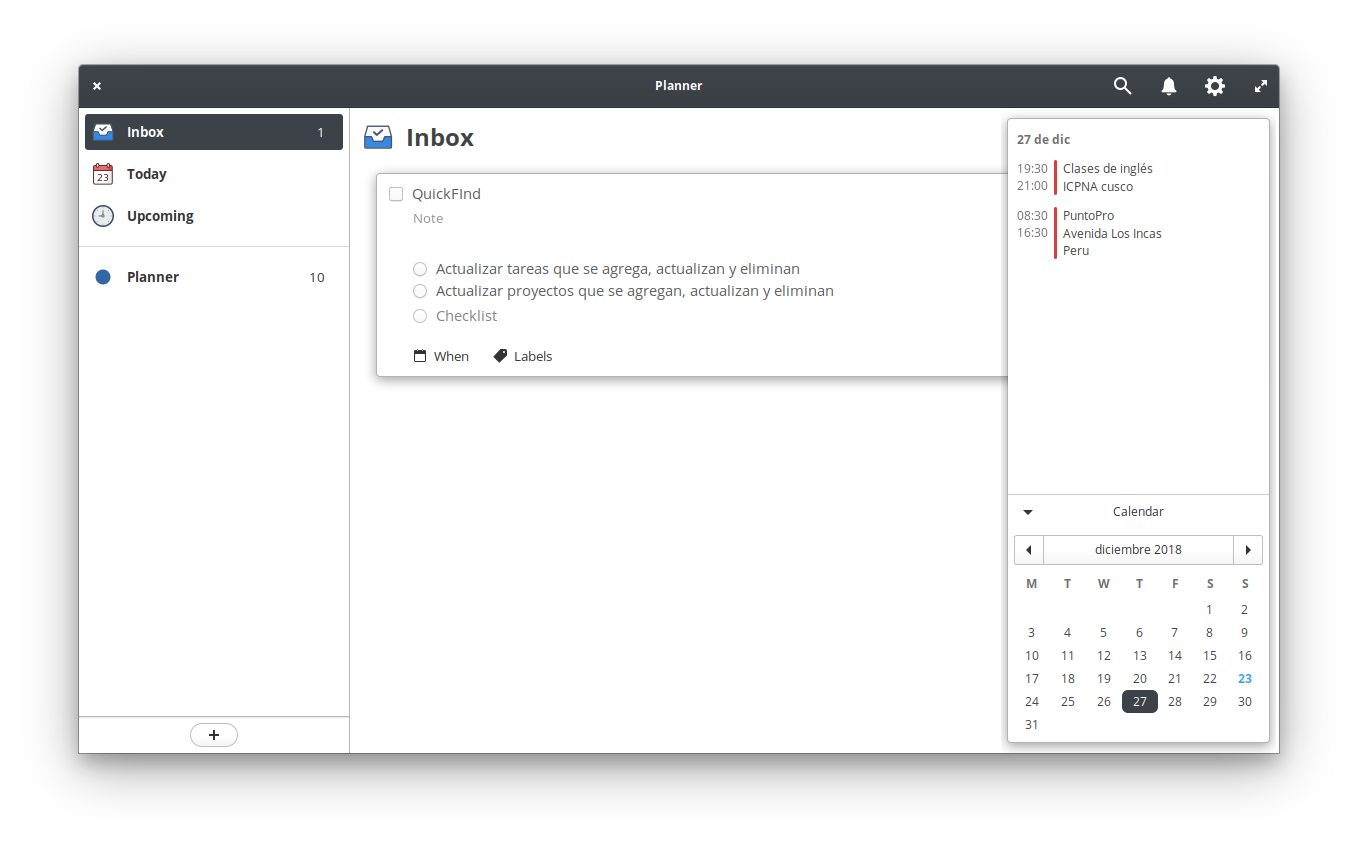 Planner
Inbox 1
23
Today
Upcoming
Planner 10
+
Inbox
QuickFInd
Note
Actualizar tareas que se agrega, actualizan y eliminan
Actualizar proyectos que se agregan, actualizan y eliminan
Checklist
When Labels
27 de dic
19:30 Clases de inglés
21:00 ICPNA cusco
08:30 PuntoPro
16:30 Avenida Los Incas
Peru
Calendar
diciembre 2018
M T W T F S S
1 2
3 4 5 6 7 8 9
10 11 12 13 14 15 16
17 18 19 20 21 22 23
24 25 26 27 28 29 30
31